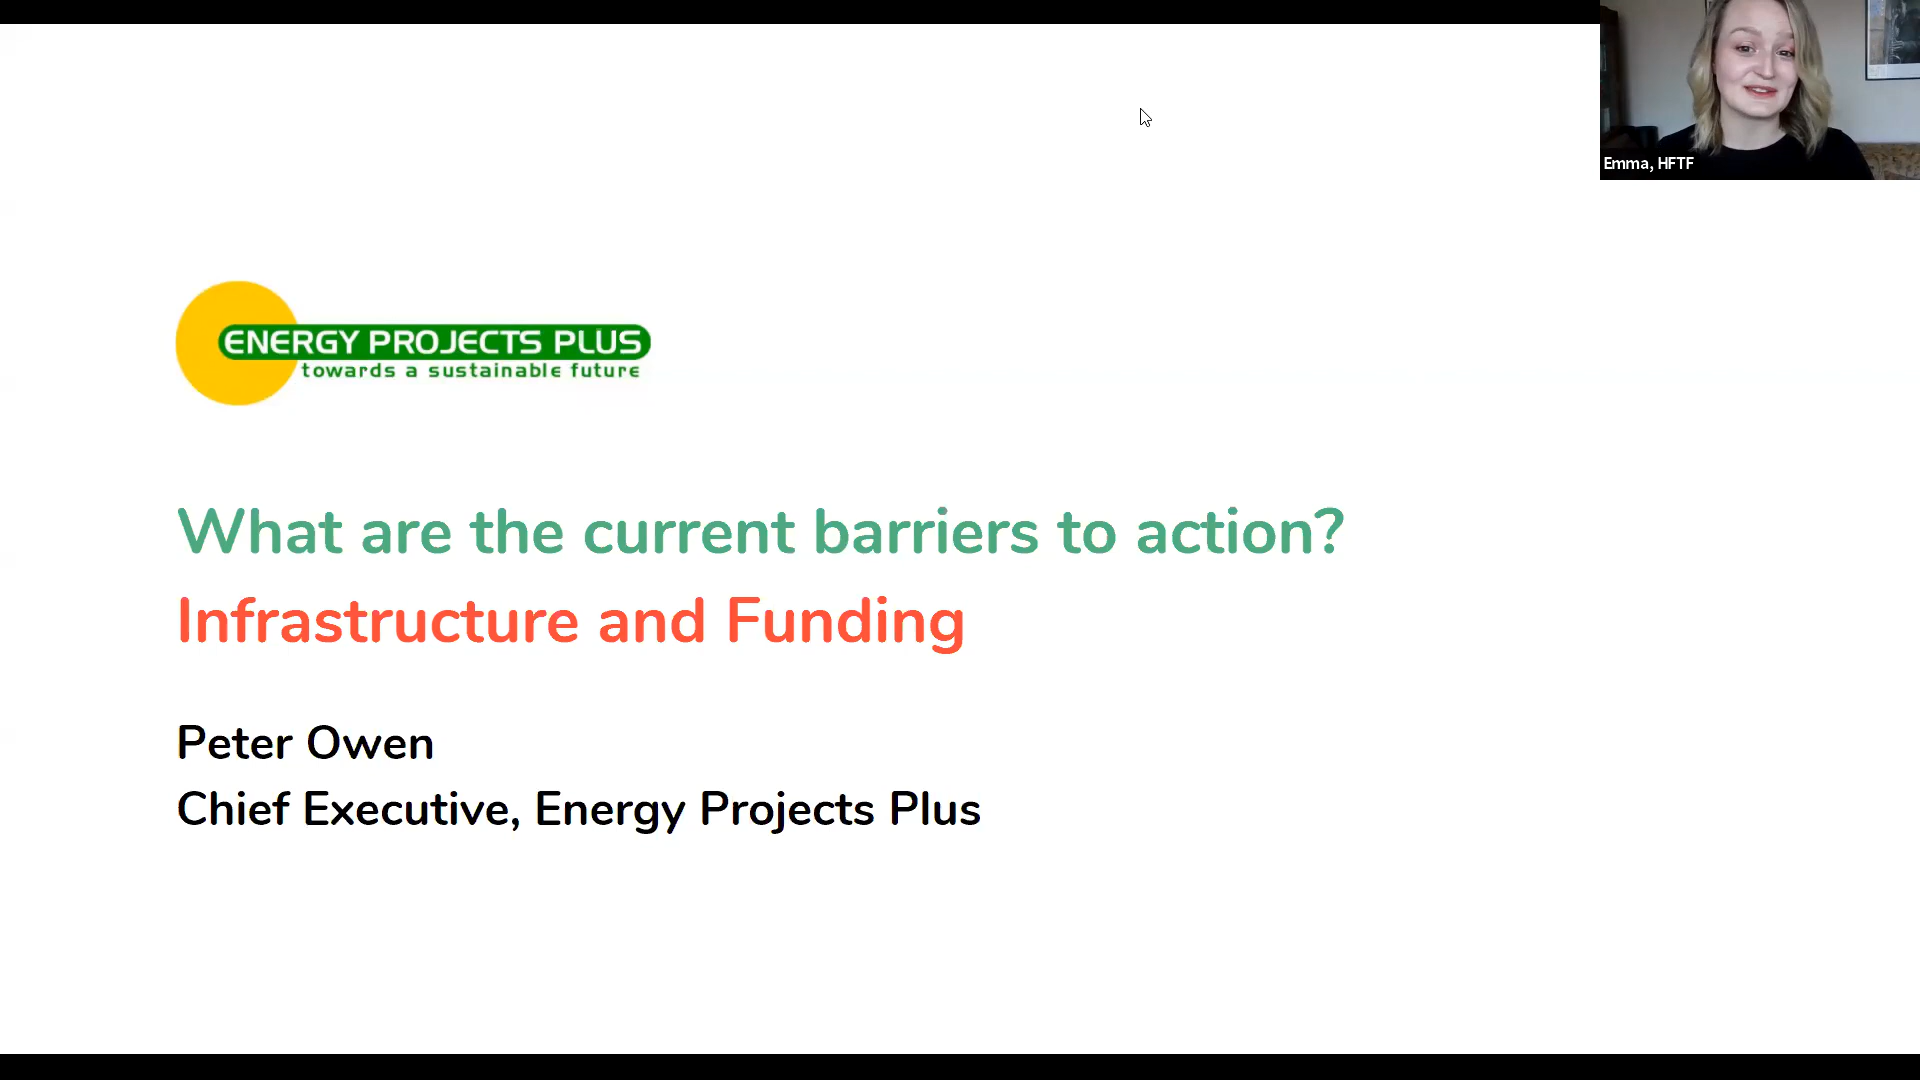 Emma, HFTF
ENERGY PROJECTS PLUS
towards a sustainable future
What are the current barriers to action?
Infrastructure and Funding
Peter Owen
Chief Executive, Energy Projects Plus